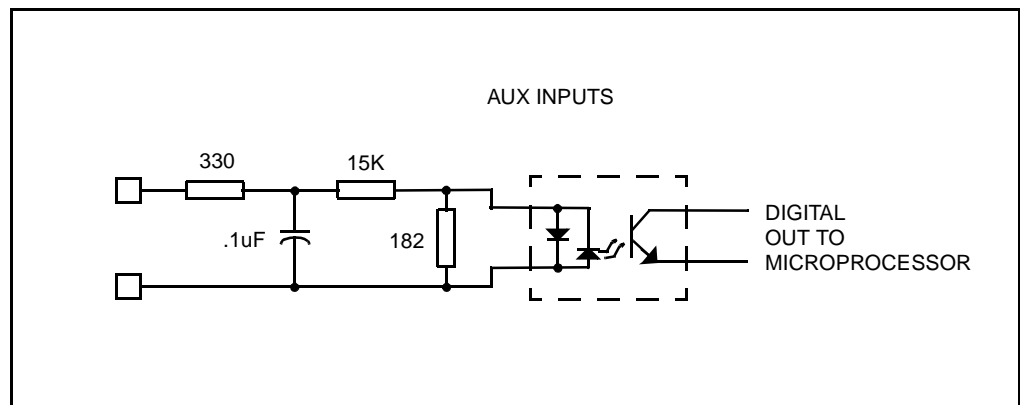 AUX INPUTS
330
15K
.1uF
182
DIGITAL
OUT TO
MICROPROCESSOR